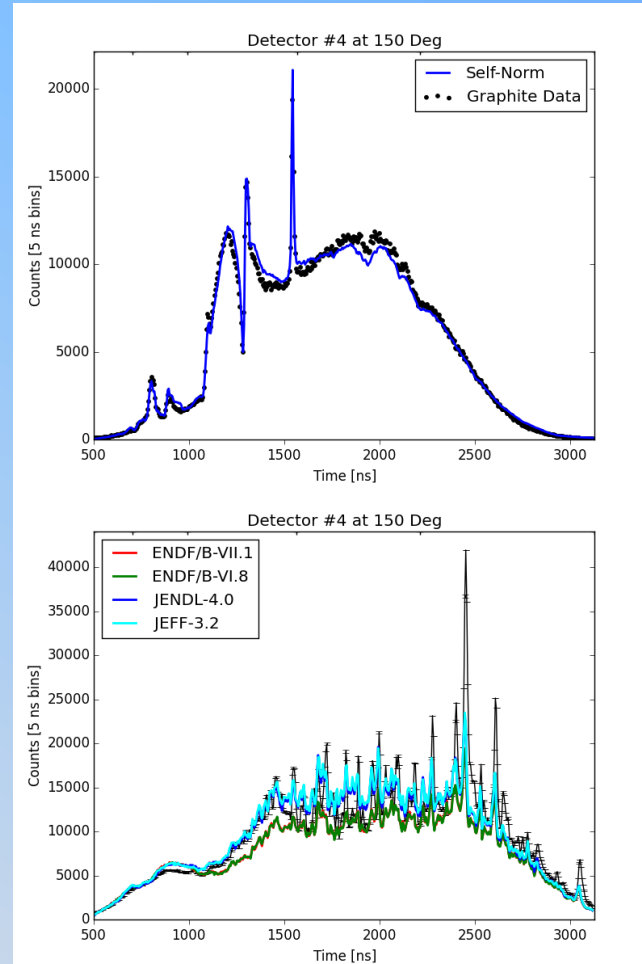 Detector #4 at 150 Deg
Self-Norm
Graphite Data
Counts [5 ns bins]
20000
15000
10000
5000
0
500 1000 1500 2000 2500 3000
Time [ns]
Detector #4 at 150 Deg
ENDF/B-VII.1
ENDF/B-VI.8
JENDL-4.0
JEFF-3.2
Counts [5 ns bins]
40000
35000
30000
25000
20000
15000
10000
5000
0
500 1000 1500 2000 2500 3000
Time [ns]